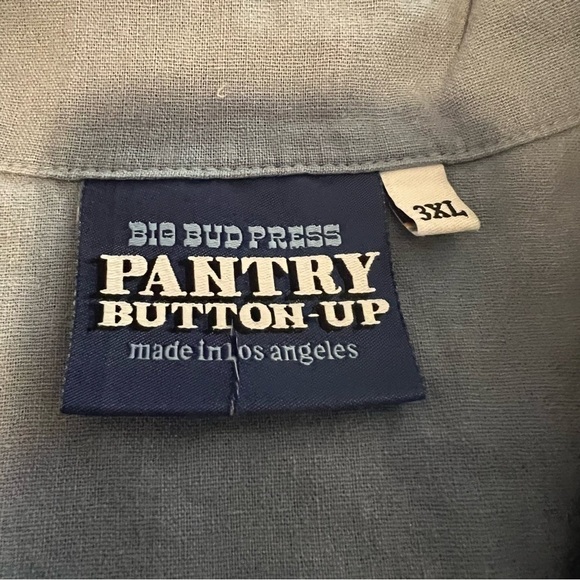 BIG BUD PRESS
PANTRY
BUTTON-UP
made in Los angeles
3XL